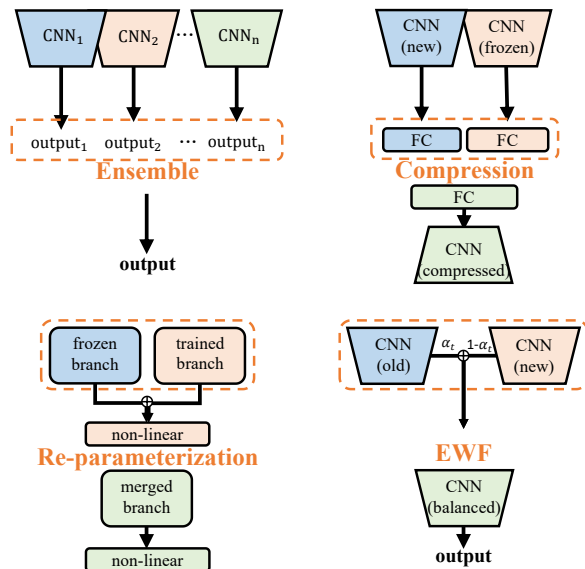 CNN₁ CNN₂ ... CNNₙ
output₁ output₂ ... outputₙ
Ensemble
output
CNN
(new)
CNN
(frozen)
FC FC
Compression
FC
CNN
(compressed)
frozen
branch
trained
branch
non-linear
Re-parameterization
merged
branch
non-linear
CNN
(old)
αₜ 1-αₜ
CNN
(new)
EWF
CNN
(balanced)
output